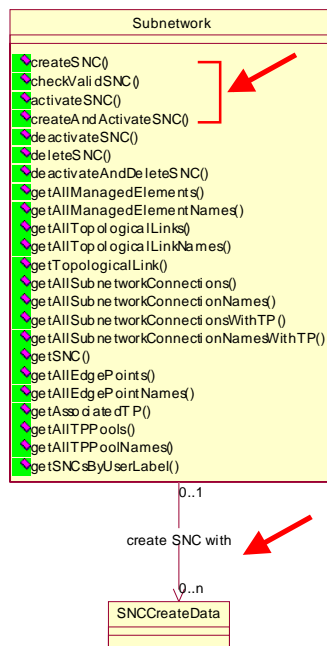 Subnetwork
createSNC()
checkValidSNC()
activateSNC()
createAndActivateSNC()
deactivateSNC()
deleteSNC()
deactivateAndDeleteSNC()
getAllManagedElements()
getAllManagedElementNames()
getAllTopologicalLinks()
getAllTopologicalLinkNames()
getTopologicalLink()
getAllSubnetworkConnections()
getAllSubnetworkConnectionNames()
getAllSubnetworkConnectionsWithTP()
getAllSubnetworkConnectionNamesWithTP()
getSNC()
getAllEdgePoints()
getAllEdgePointNames()
getAssociatedTP()
getAllTPPools()
getAllTPPoolNames()
getSNCsByUserLabel()
0..1
create SNC with
0..n
SNCCreateData